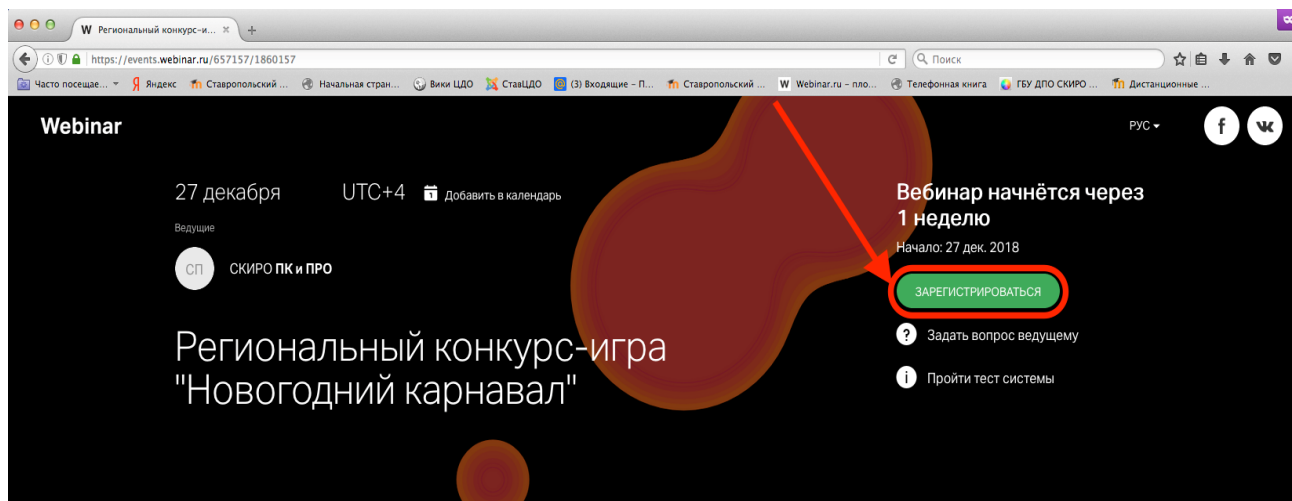 W Региональный конкурс-и... × +
https://events.webinar.ru/657157/1860157
Поиск
Часто посещае... Яндекс Ставропольский ... Начальная стран... Вики ЦДО СтавЦДО (3) Входящие – П... Ставропольский ... W Webinar.ru – пло... Телефонная книга ГБУ ДПО СКИРО ... Дистанционные ...
Webinar
РУС
f
27 декабря UTC+4 1 Добавить в календарь
Ведущие
СП СКИРО ПК и ПРО
Региональный конкурс-игра
"Новогодний карнавал"
Вебинар начнётся через
1 неделю
Начало: 27 дек. 2018
ЗАРЕГИСТРИРОВАТЬСЯ
? Задать вопрос ведущему
i Пройти тест системы